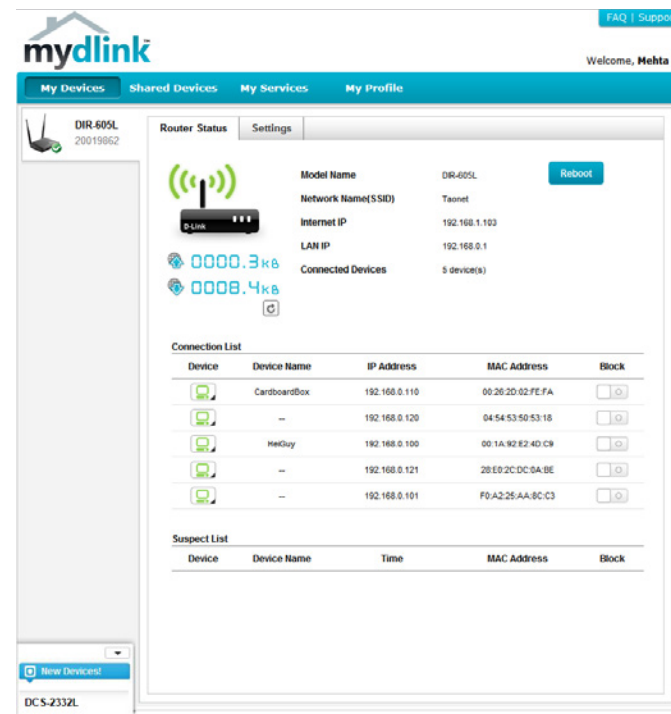 FAQ | Suppo
mydlink
Welcome, Mehta
My Devices Shared Devices My Services My Profile
DIR-605L
20019862
Router Status Settings
Model Name DIR-605L Reboot
Network Name(SSID) Taonet
D-Link
Internet IP 192.168.1.103
LAN IP 192.168.0.1
0000.3KB
Connected Devices 5 device(s)
0008.4KB
Connection List
Device Device Name IP Address MAC Address Block
CardboardBox 192.168.0.110 00:26:2D:02:FE:FA
-- 192.168.0.120 04:54:53:50:53:18
HeiGuy 192.168.0.100 00:1A:92:E2:4D:C9
-- 192.168.0.121 28:E0:2C:DC:0A:BE
-- 192.168.0.101 F0:A2:25:AA:8C:C3
Suspect List
Device Device Name Time MAC Address Block
New Devices!
DCS-2332L